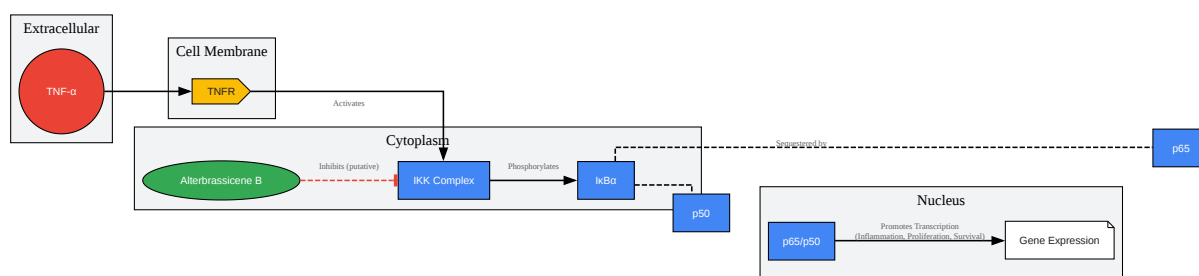 Extracellular
TNF-α
Cell Membrane
TNFR
Activates
Cytoplasm
Alterbrassicene B
Inhibits (putative)
IKK Complex
Phosphorylates
IκBα
Sequestered by
p65
p50
Nucleus
p65/p50
Promotes Transcription
(Inflammation, Proliferation, Survival)
Gene Expression